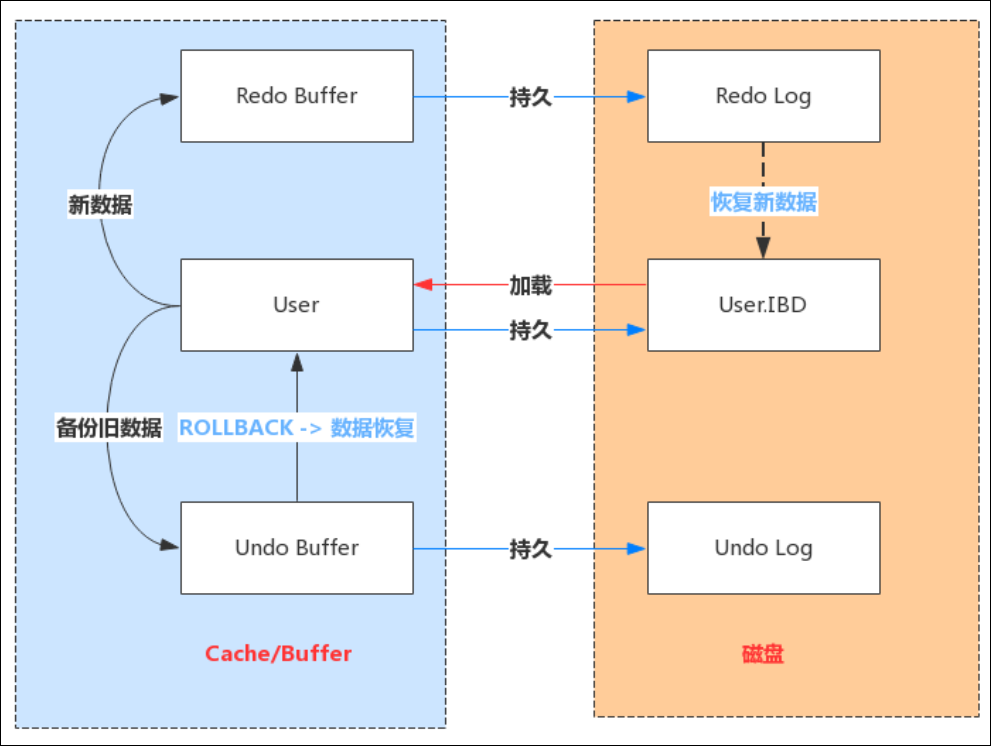 Redo Buffer
持久
Redo Log
新数据
恢复新数据
User
加载
持久
User.IBD
备份旧数据
ROLLBACK -> 数据恢复
Undo Buffer
持久
Undo Log
Cache/Buffer
磁盘